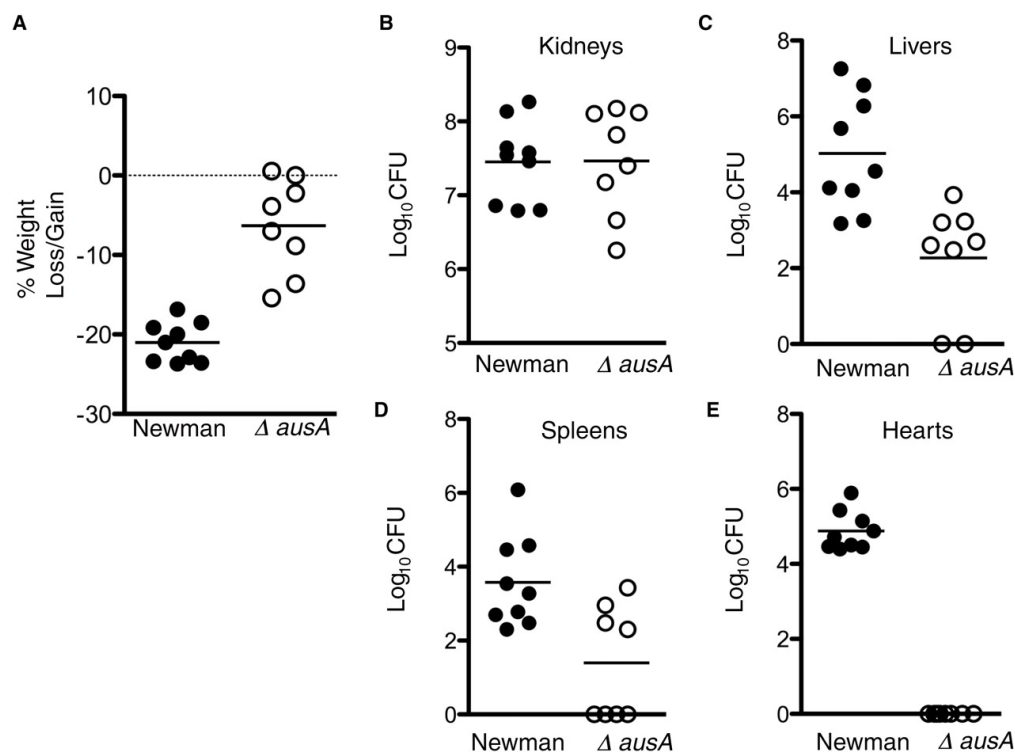 A
10
0
-10
-20
-30
% Weight
Loss/Gain
Newman
Δ ausA
B
Kidneys
9
8
7
6
5
Log10CFU
Newman
Δ ausA
C
Livers
8
6
4
2
0
Log10CFU
Newman
Δ ausA
D
Spleens
8
6
4
2
0
Log10CFU
Newman
Δ ausA
E
Hearts
8
6
4
2
0
Log10CFU
Newman
Δ ausA